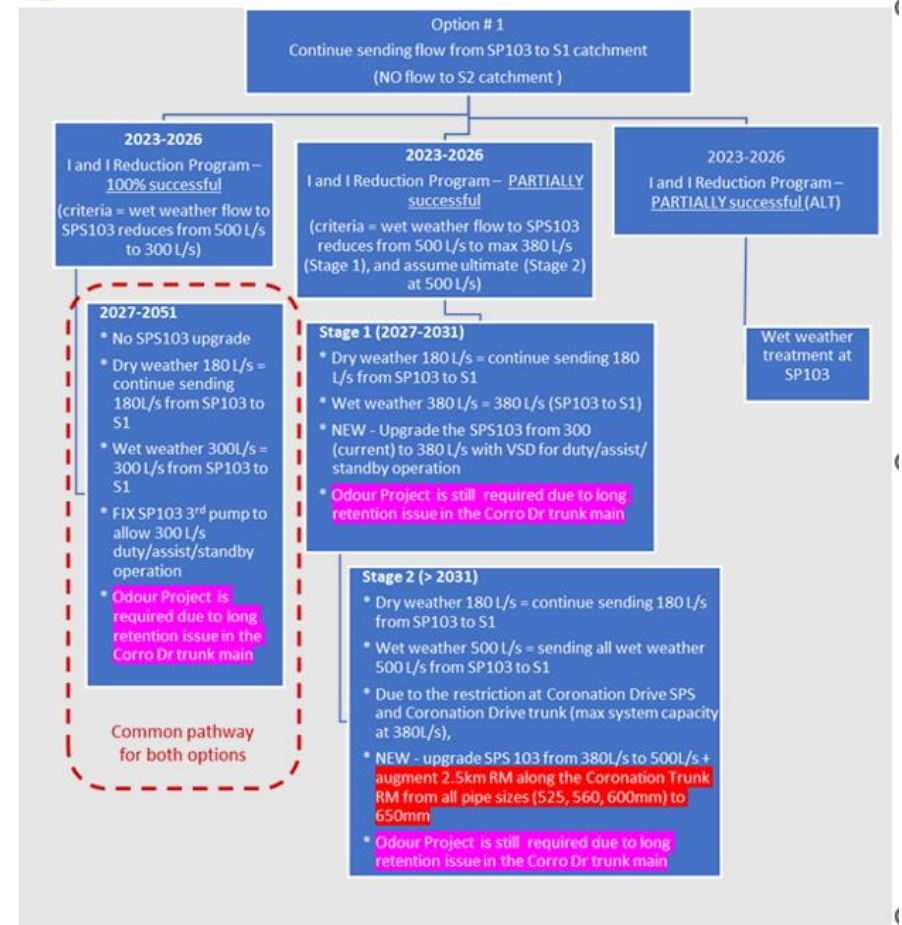 Option # 1
Continue sending flow from SP103 to S1 catchment
(NO flow to S2 catchment )
2023-2026
I and I Reduction Program –
100% successful
(criteria = wet weather flow to
SPS103 reduces from 500 L/s
to 300 L/s)
2027-2051
* No SPS103 upgrade
* Dry weather 180 L/s =
continue sending
180L/s from SP103 to
S1
* Wet weather 300L/s =
300 L/s from SP103 to
S1
* FIX SP103 3rd pump to
allow 300 L/s
duty/assist/standby
operation
* Odour Project is
required due to long
retention issue in the
Corro Dr trunk main
Common pathway
for both options
2023-2026
I and I Reduction Program – PARTIALLY
successful
(criteria = wet weather flow to SPS103
reduces from 500 L/s to max 380 L/s
(Stage 1), and assume ultimate (Stage 2)
at 500 L/s)
Stage 1 (2027-2031)
* Dry weather 180 L/s = continue sending 180
L/s from SP103 to S1
* Wet weather 380 L/s = 380 L/s (SP103 to S1)
* NEW - Upgrade the SPS103 from 300
(current) to 380 L/s with VSD for duty/assist/
standby operation
* Odour Project is still required due to long
retention issue in the Corro Dr trunk main
Stage 2 (> 2031)
* Dry weather 180 L/s = continue sending 180 L/s
from SP103 to S1
* Wet weather 500 L/s = sending all wet weather
500 L/s from SP103 to S1
* Due to the restriction at Coronation Drive SPS
and Coronation Drive trunk (max system capacity
at 380L/s),
* NEW - upgrade SPS 103 from 380L/s to 500L/s +
augment 2.5km RM along the Coronation Trunk
RM from all pipe sizes (525, 560, 600mm) to
650mm
* Odour Project is still required due to long
retention issue in the Corro Dr trunk main
2023-2026
I and I Reduction Program –
PARTIALLY successful (ALT)
Wet weather
treatment at
SP103